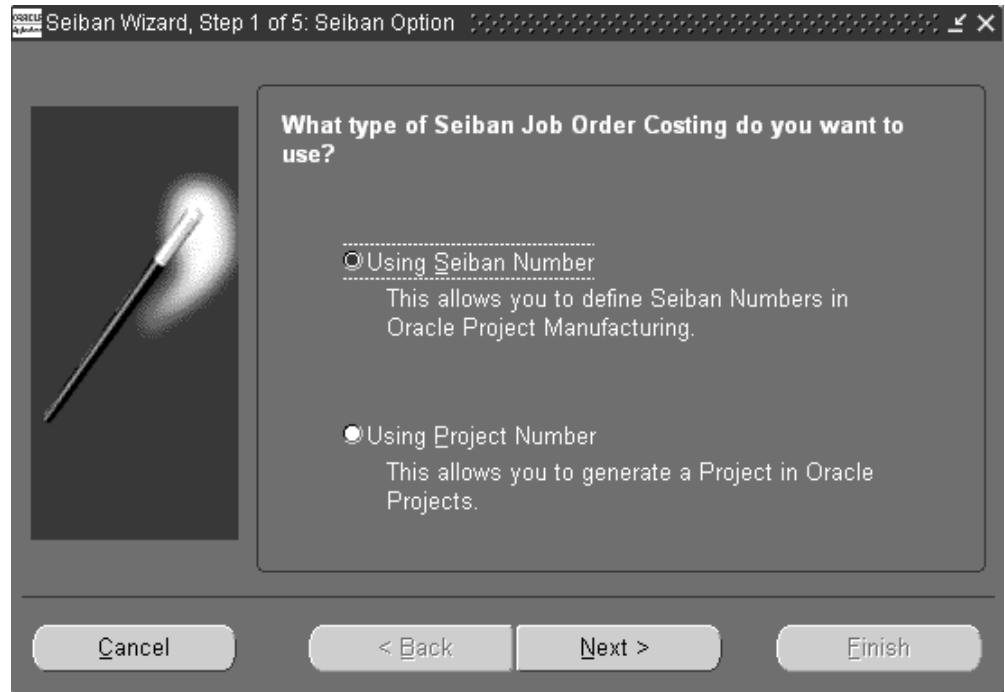 Seiban Wizard, Step 1 of 5: Seiban Option
What type of Seiban Job Order Costing do you want to
use?
Using Seiban Number
This allows you to define Seiban Numbers in
Oracle Project Manufacturing.
Using Project Number
This allows you to generate a Project in Oracle
Projects.
Cancel
< Back
Next >
Finish